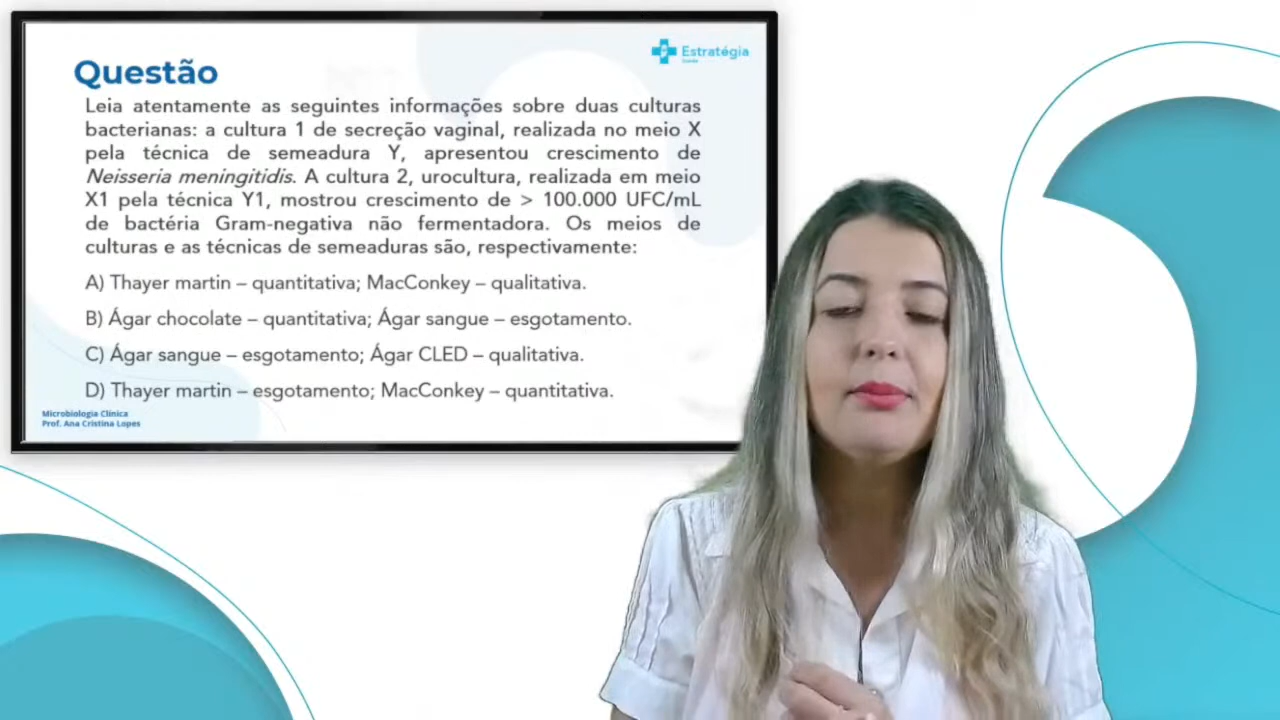 Estratégia
Saúde
Questão
Leia atentamente as seguintes informações sobre duas culturas
bacterianas: a cultura 1 de secreção vaginal, realizada no meio X
pela técnica de semeadura Y, apresentou crescimento de
Neisseria meningitidis. A cultura 2, urocultura, realizada em meio
X1 pela técnica Y1, mostrou crescimento de > 100.000 UFC/mL
de bactéria Gram-negativa não fermentadora. Os meios de
culturas e as técnicas de semeaduras são, respectivamente:
A) Thayer martin – quantitativa; MacConkey – qualitativa.
B) Ágar chocolate – quantitativa; Ágar sangue – esgotamento.
C) Ágar sangue – esgotamento; Ágar CLED – qualitativa.
D) Thayer martin – esgotamento; MacConkey – quantitativa.
Microbiologia Clínica
Prof. Ana Cristina Lopes